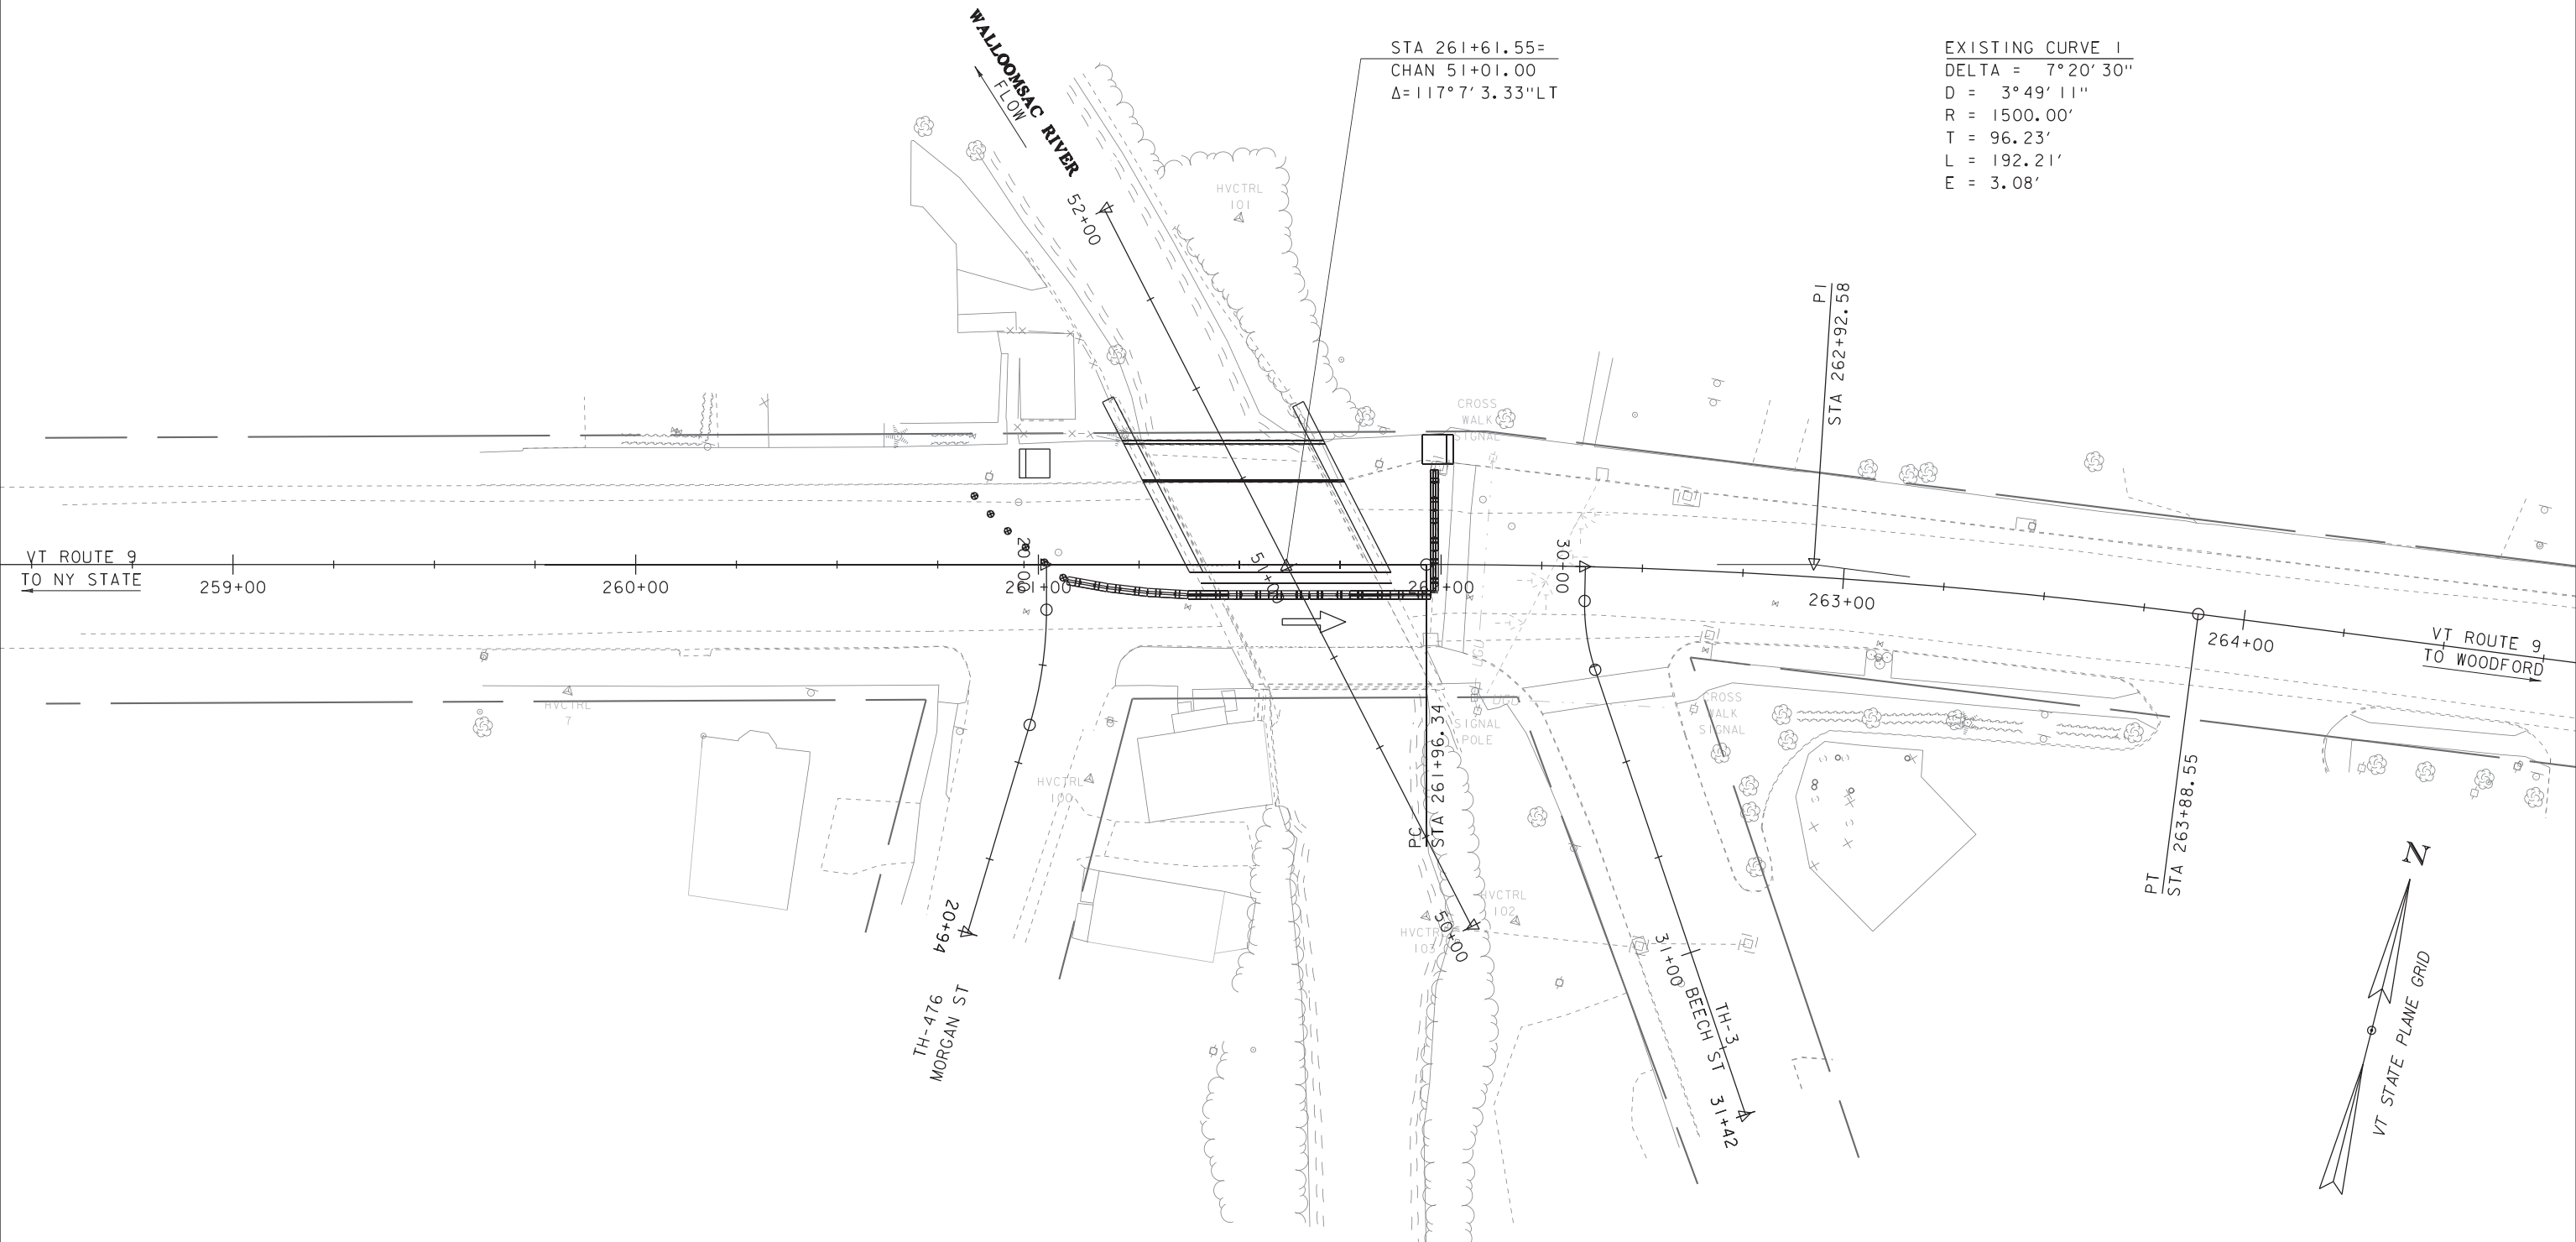 WALLOOMSAC RIVER
FLOW
STA 261+61.55=
CHAN 51+01.00
Δ=117°7'3.33"LT
EXISTING CURVE 1
DELTA = 7°20'30"
D = 3°49'11"
R = 1500.00'
T = 96.23'
L = 192.21'
E = 3.08'
52+00
HVCTRL
101
PI
STA 262+92.58
CROSS
WALK
SIGNAL
VT ROUTE 9
TO NY STATE
259+00
260+00
20+00
261+00
51+00
30+00
263+00
264+00
VT ROUTE 9
TO WOODFORD
HVCTRL
7
HVCTRL
100
PC
STA 261+96.34
SIGNAL
POLE
CROSS
WALK
SIGNAL
PT
STA 263+88.55
20+94
TH-476
MORGAN ST
HVCTRL
102
HVCTRL
103
50+00
31+00
BEECH ST
TH-3
31+42
N
VT STATE PLANE GRID